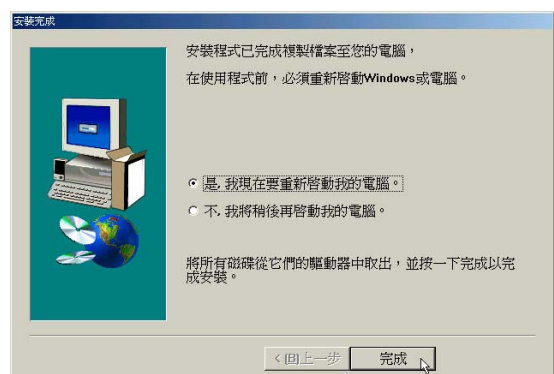 安裝完成
安裝程式已完成複製檔案至您的電腦，
在使用程式前，必須重新啓動Windows或電腦。
是, 我現在要重新啓動我的電腦。
不, 我將稍後再啓動我的電腦。
將所有磁碟從它們的驅動器中取出，並按一下完成以完
成安裝。
<(B)上一步 完成